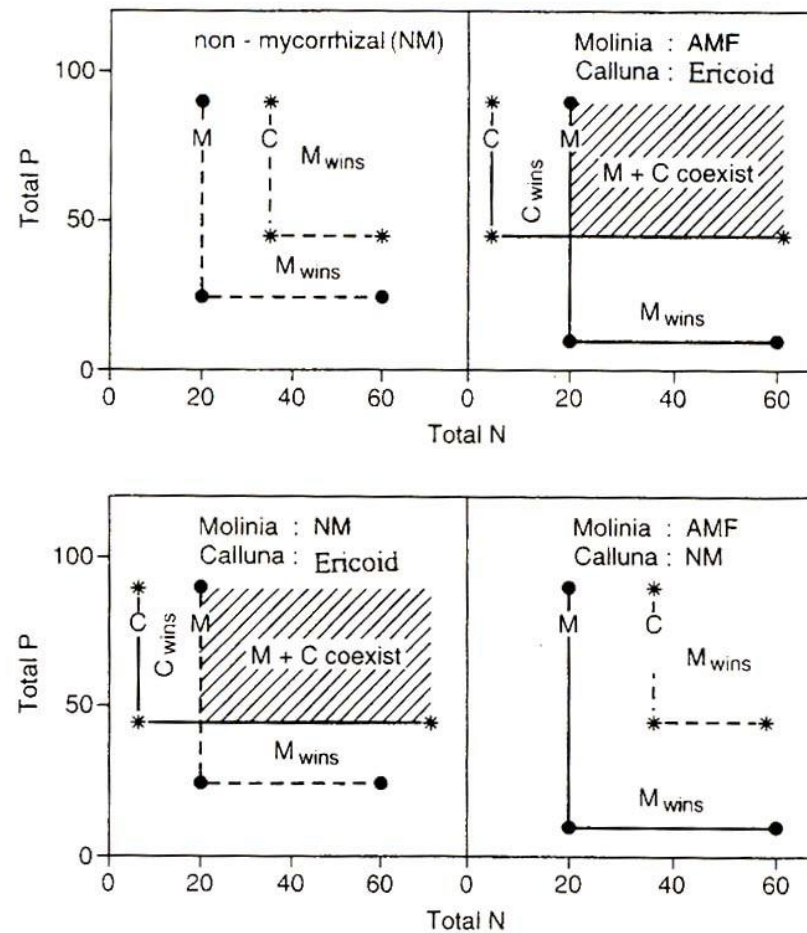 non - mycorrhizal (NM)
100
50
0
Total P
M
C
M wins
M wins
0
20
40
60
Total N
Molinia : AMF
Calluna : Ericoid
C
M
C wins
M + C coexist
M wins
0
20
40
60
Total N
Molinia : NM
Calluna : Ericoid
100
50
0
Total P
C
C wins
M
M + C coexist
M wins
0
20
40
60
Total N
Molinia : AMF
Calluna : NM
M
C
M wins
M wins
0
20
40
60
Total N